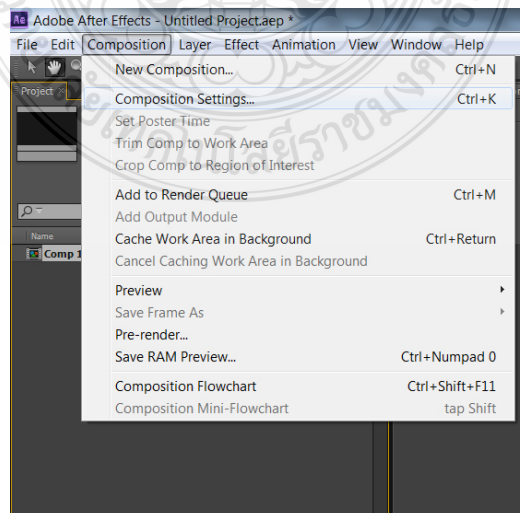 Ae Adobe After Effects - Untitled Project.aep *
File Edit Composition Layer Effect Animation View Window Help
Project
Name
Comp 1
New Composition... Ctrl+N
Composition Settings... Ctrl+K
Set Poster Time
Trim Comp to Work Area
Crop Comp to Region of Interest
Add to Render Queue Ctrl+M
Add Output Module
Cache Work Area in Background Ctrl+Return
Cancel Caching Work Area in Background
Preview
Save Frame As
Pre-render...
Save RAM Preview... Ctrl+Numpad 0
Composition Flowchart Ctrl+Shift+F11
Composition Mini-Flowchart tap Shift